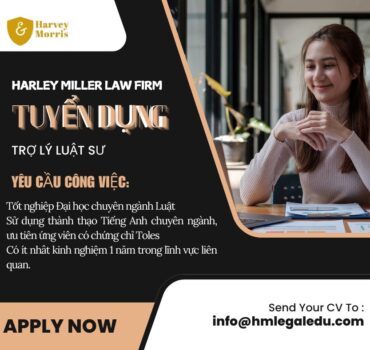 Harvey
Morris
HARLEY MILLER LAW FIRM
TUYỂN DỤNG
TRỢ LÝ LUẬT SƯ
YÊU CẦU CÔNG VIỆC:
Tốt nghiệp Đại học chuyên ngành Luật
Sử dụng thành thạo Tiếng Anh chuyên ngành,
ưu tiên ứng viên có chứng chỉ Toles
Có ít nhất kinh nghiệm 1 năm trong lĩnh vực liên
quan.
APPLY NOW
Send Your CV To :
info@hmlegaledu.com